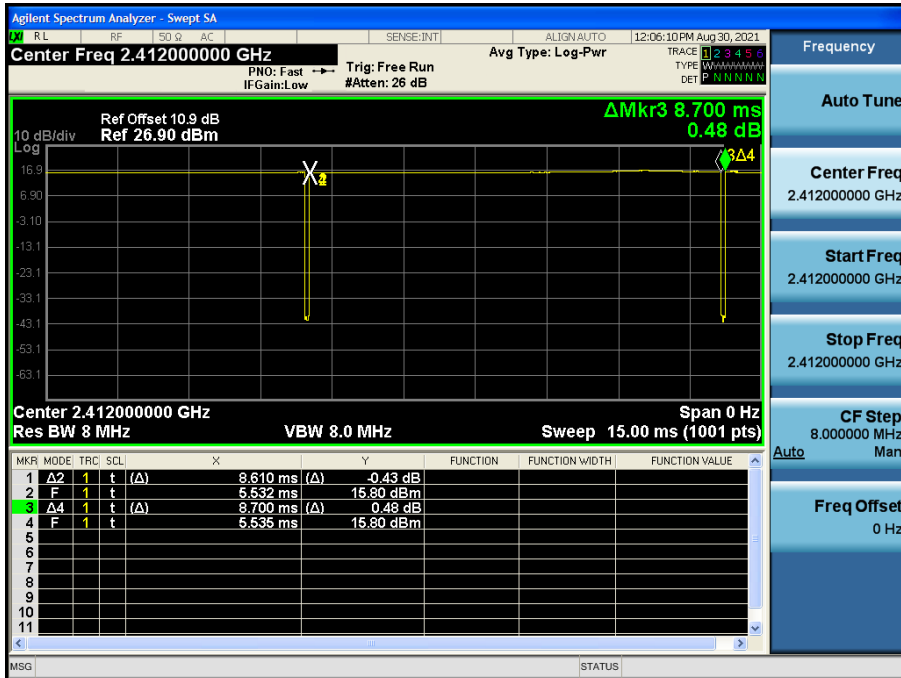 Agilent Spectrum Analyzer - Swept SA
LXI RL RF 50 Ω AC SENSE:INT ALIGN AUTO 12:06:10 PM Aug 30, 2021
Center Freq 2.412000000 GHz
PNO: Fast
IFGain:Low
Trig: Free Run
#Atten: 26 dB
Avg Type: Log-Pwr
TRACE 1 2 3 4 5 6
TYPE
DET P N N N N N
Ref Offset 10.9 dB
Ref 26.90 dBm
10 dB/div
Log
ΔMkr3 8.700 ms
0.48 dB
3Δ4
16.9
6.90
-3.10
-13.1
-23.1
-33.1
-43.1
-53.1
-63.1
Center 2.412000000 GHz Span 0 Hz
Res BW 8 MHz VBW 8.0 MHz Sweep 15.00 ms (1001 pts)
MKR MODE TRC SCL X Y FUNCTION FUNCTION WIDTH FUNCTION VALUE
1 Δ2 1 t (Δ) 8.610 ms (Δ) -0.43 dB
2 F 1 t 5.532 ms 15.80 dBm
3 Δ4 1 t (Δ) 8.700 ms (Δ) 0.48 dB
4 F 1 t 5.535 ms 15.80 dBm
5
6
7
8
9
10
11
MSG STATUS
Frequency
Auto Tune
Center Freq
2.412000000 GHz
Start Freq
2.412000000 GHz
Stop Freq
2.412000000 GHz
CF Step
8.000000 MHz
Auto Man
Freq Offset
0 Hz